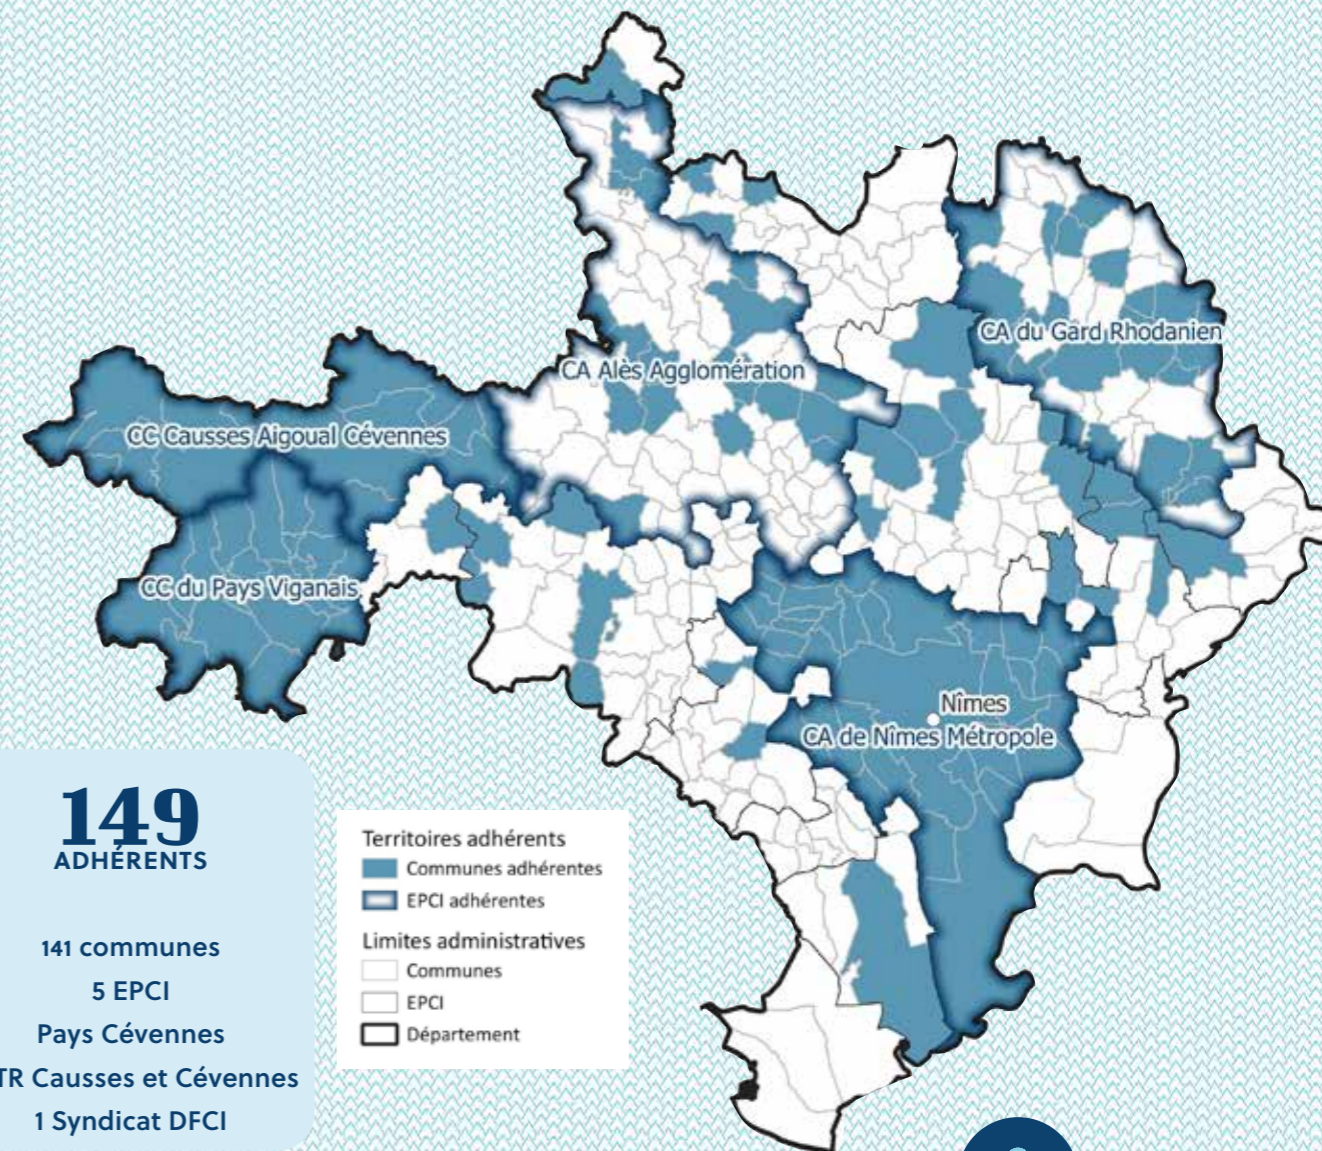 CA du Gard Rhodanien
CA Alès Agglomération
CC Causses Aigoual Cévennes
CC du Pays Viganais
Nîmes
CA de Nîmes Métropole
149
ADHÉRENTS
141 communes
5 EPCI
Pays Cévennes
TR Causses et Cévennes
1 Syndicat DFCI
Territoires adhérents
Communes adhérentes
EPCI adhérentes
Limites administratives
Communes
EPCI
Département